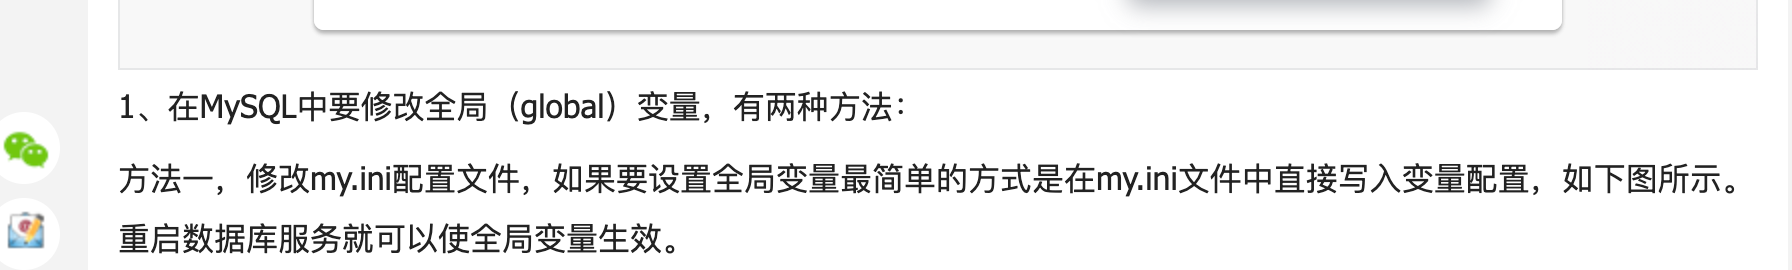 1、在MySQL中要修改全局（global）变量，有两种方法：
方法一，修改my.ini配置文件，如果要设置全局变量最简单的方式是在my.ini文件中直接写入变量配置，如下图所示。
重启数据库服务就可以使全局变量生效。